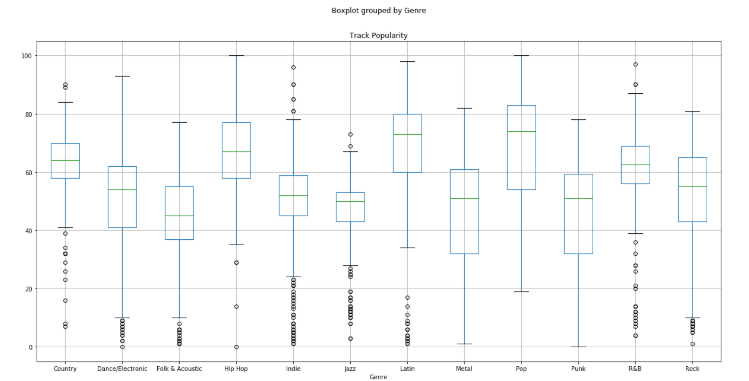 Boxplot grouped by Genre
Track Popularity
100
80
60
40
20
0
Country Dance/Electronic Folk & Acoustic Hip Hop Indie Jazz Latin Metal Pop Punk R&B Rock
Genre